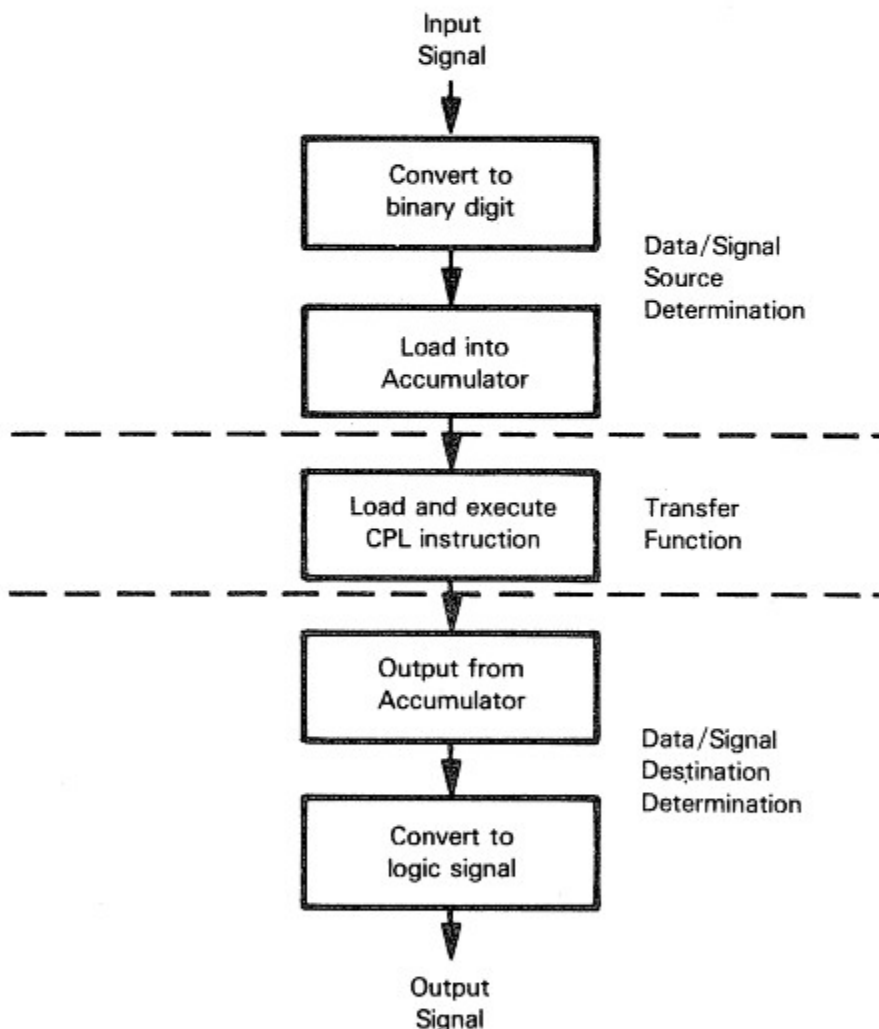 Input
Signal
Convert to
binary digit
Data/Signal
Source
Determination
Load into
Accumulator
Load and execute
CPL instruction
Transfer
Function
Output from
Accumulator
Data/Signal
Destination
Determination
Convert to
logic signal
Output
Signal